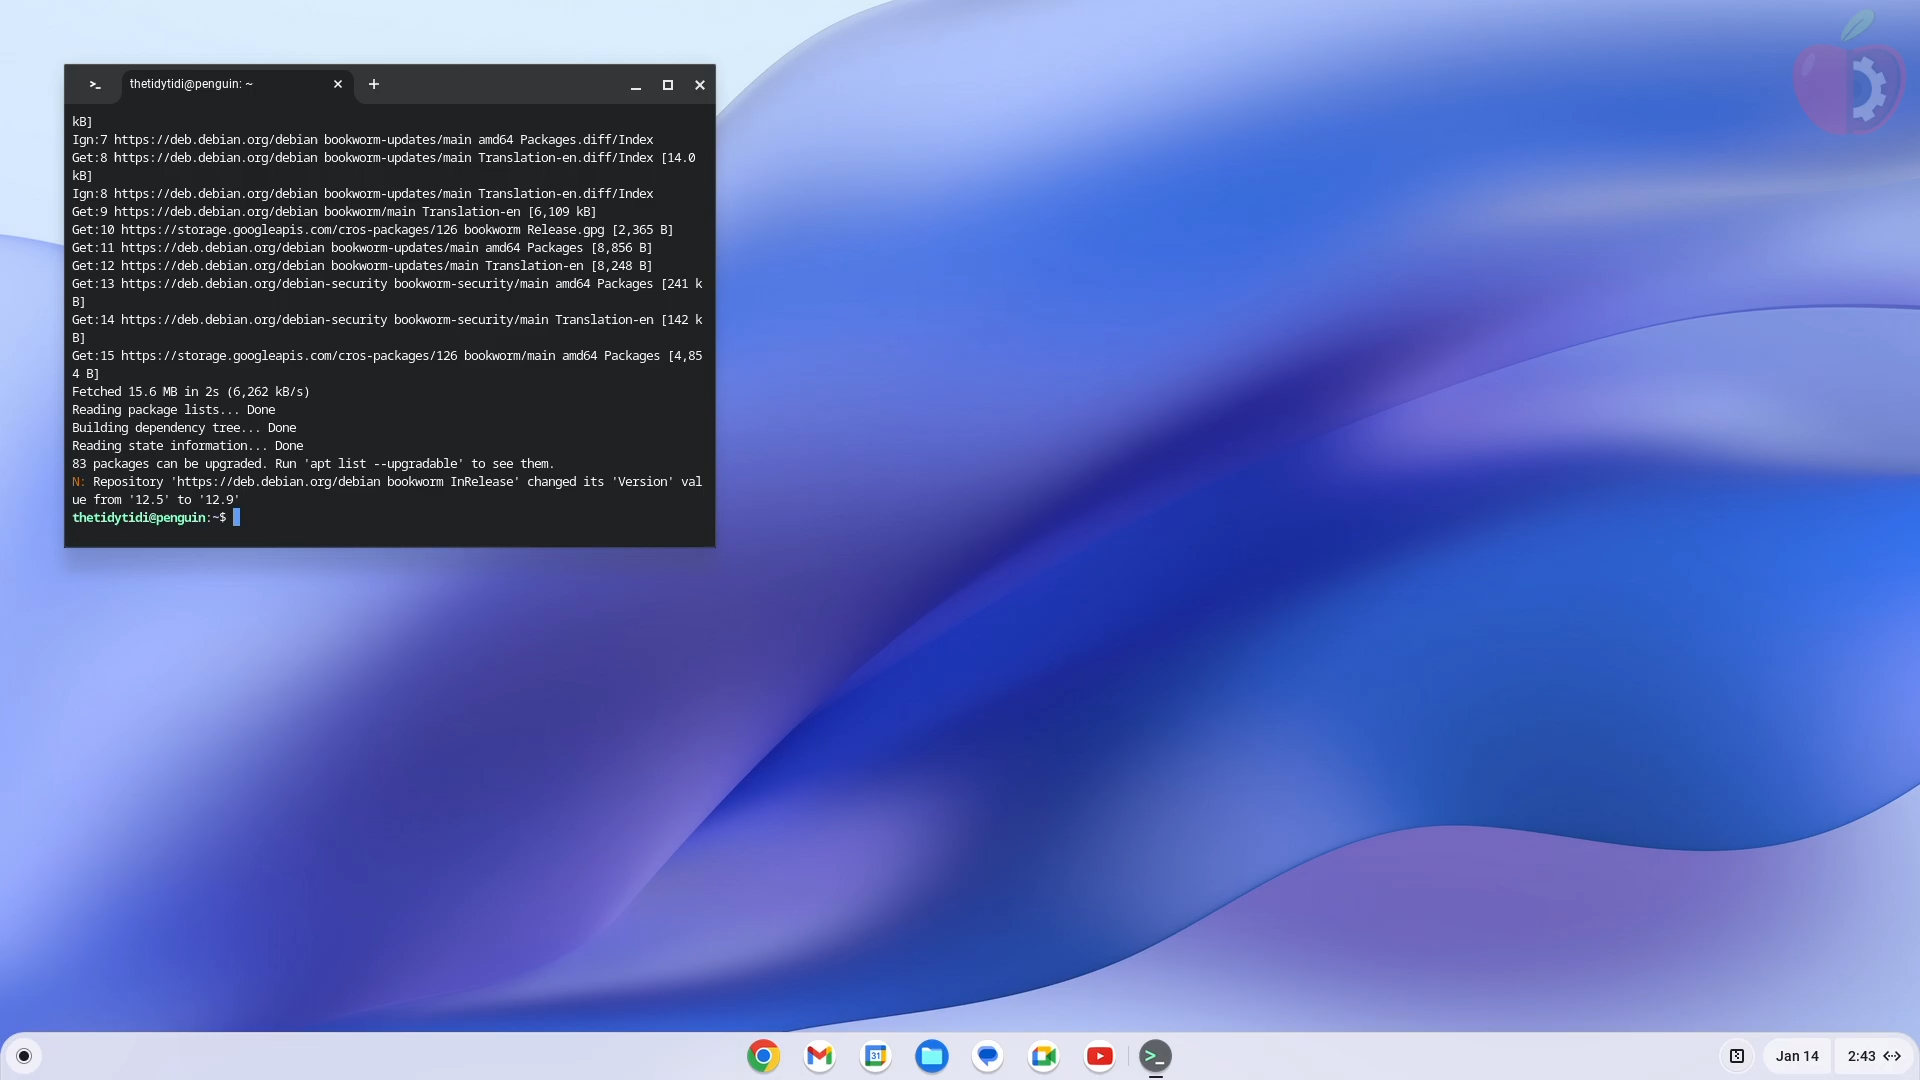 thetidytidi@penguin: ~
kB]
Ign:7 https://deb.debian.org/debian bookworm-updates/main amd64 Packages.diff/Index
Get:8 https://deb.debian.org/debian bookworm-updates/main Translation-en.diff/Index [14.0
kB]
Ign:8 https://deb.debian.org/debian bookworm-updates/main Translation-en.diff/Index
Get:9 https://deb.debian.org/debian bookworm/main Translation-en [6,109 kB]
Get:10 https://storage.googleapis.com/cros-packages/126 bookworm Release.gpg [2,365 B]
Get:11 https://deb.debian.org/debian bookworm-updates/main amd64 Packages [8,856 B]
Get:12 https://deb.debian.org/debian bookworm-updates/main Translation-en [8,248 B]
Get:13 https://deb.debian.org/debian-security bookworm-security/main amd64 Packages [241 k
B]
Get:14 https://deb.debian.org/debian-security bookworm-security/main Translation-en [142 k
B]
Get:15 https://storage.googleapis.com/cros-packages/126 bookworm/main amd64 Packages [4,85
4 B]
Fetched 15.6 MB in 2s (6,262 kB/s)
Reading package lists... Done
Building dependency tree... Done
Reading state information... Done
83 packages can be upgraded. Run 'apt list --upgradable' to see them.
N: Repository 'https://deb.debian.org/debian bookworm InRelease' changed its 'Version' val
ue from '12.5' to '12.9'
thetidytidi@penguin:~$
31
Jan 14
2:43